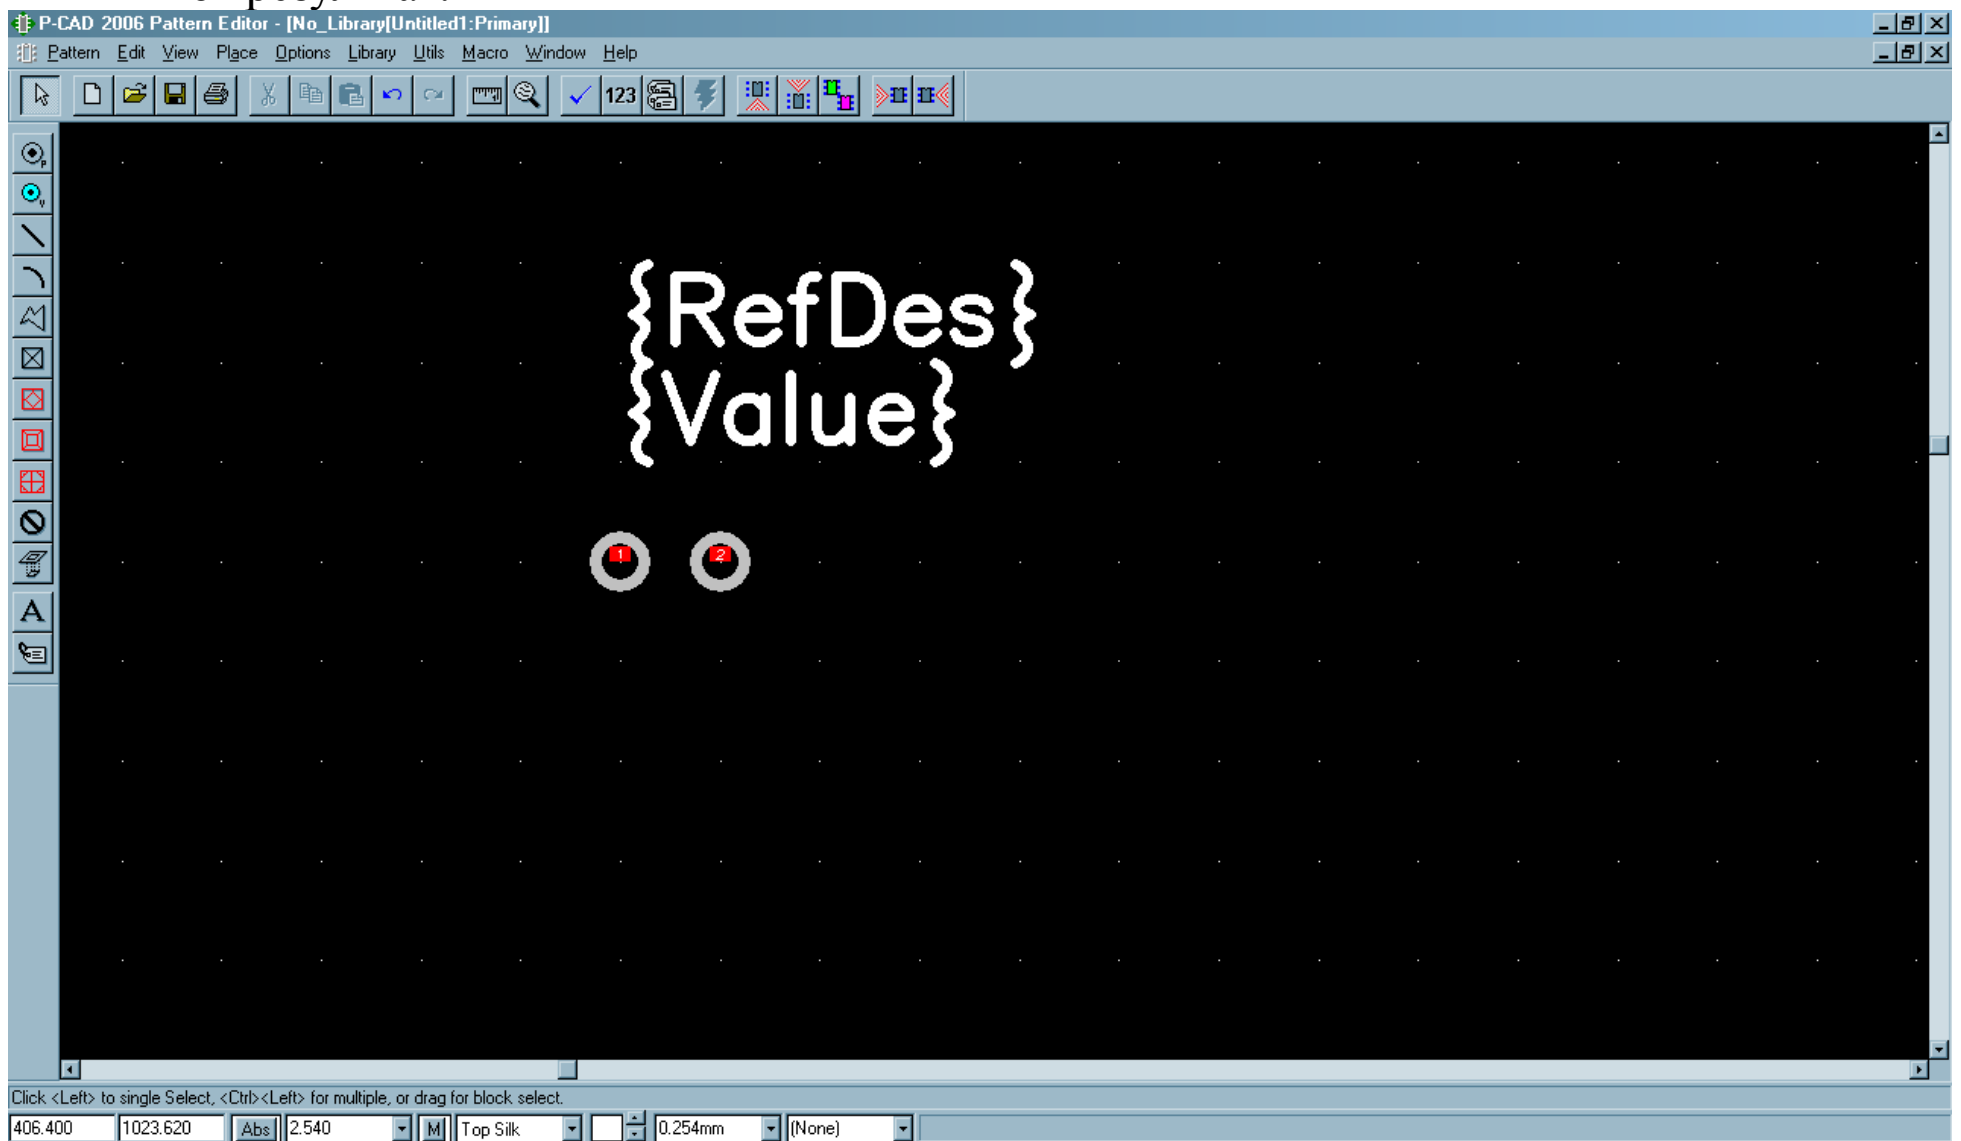 P-CAD 2006 Pattern Editor - [No_Library[Untitled1:Primary]]
Pattern Edit View Place Options Library Utils Macro Window Help
123
P
V
{RefDes}
{Value}
1 2
A
Click <Left> to single Select, <Ctrl><Left> for multiple, or drag for block select.
406.400 1023.620 Abs 2.540 M Top Silk 0.254mm (None)